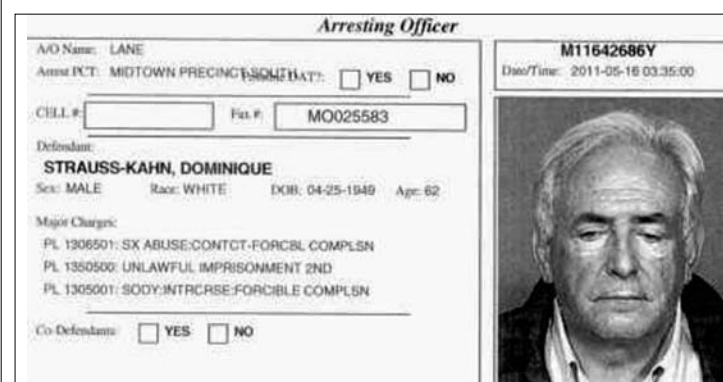 Arresting Officer
A/O Name: LANE
Arrest PCT: MIDTOWN PRECINCT SOUTH DAT?: YES NO
CELL #: Fax #: MO025583
Defendant:
STRAUSS-KAHN, DOMINIQUE
Sex: MALE Race: WHITE DOB: 04-25-1949 Age: 62
Major Charges:
PL 1306501: SX ABUSE:CONTCT-FORCBL COMPLSN
PL 1350500: UNLAWFUL IMPRISONMENT 2ND
PL 1305001: SODY:INTRCRSE:FORCIBLE COMPLSN
Co-Defendants: YES NO
M11642686Y
Date/Time: 2011-05-16 03:35:00